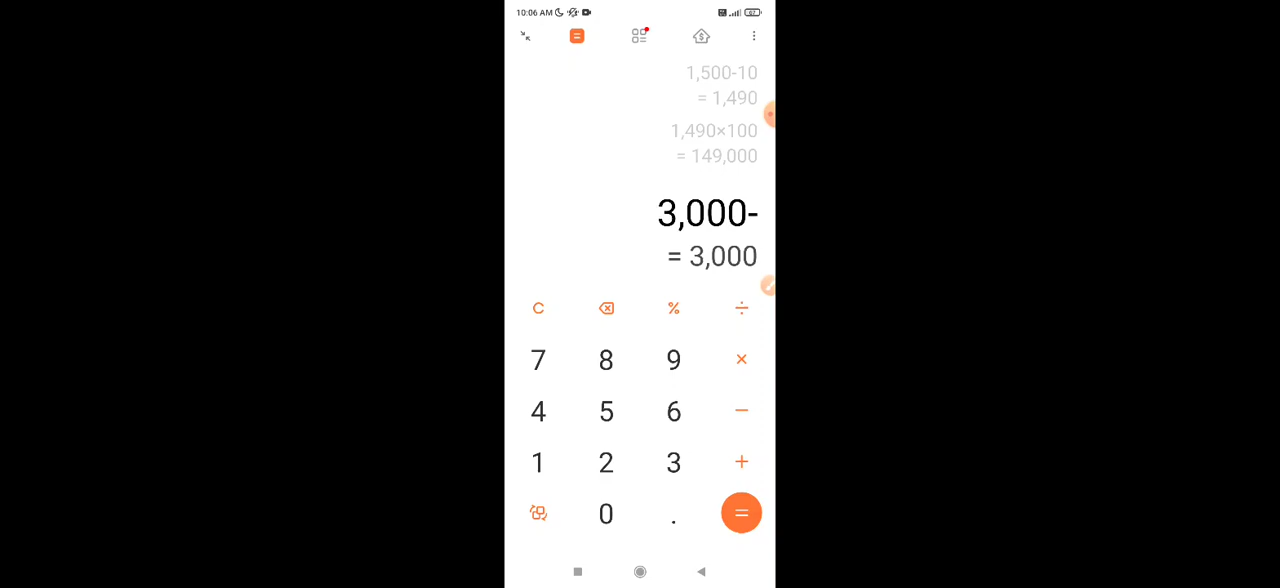 10:06 AM
67
1,500-10
= 1,490
1,490×100
= 149,000
3,000-
= 3,000
C % ÷
7 8 9 ×
4 5 6 −
1 2 3 +
0 . =